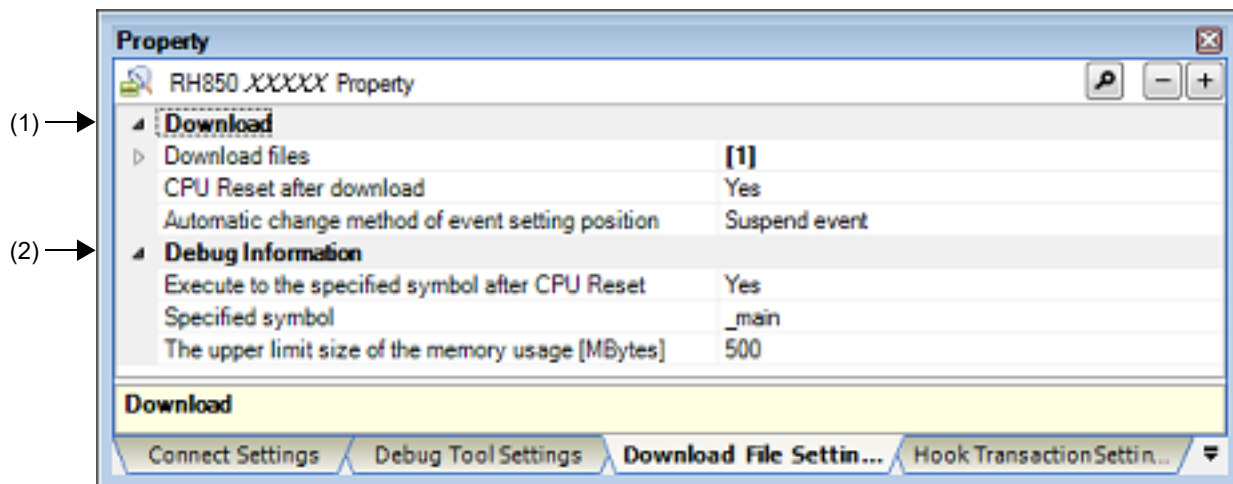 Property
RH850 XXXXX Property
(1)
Download
Download files [1]
CPU Reset after download Yes
Automatic change method of event setting position Suspend event
(2)
Debug Information
Execute to the specified symbol after CPU Reset Yes
Specified symbol _main
The upper limit size of the memory usage [MBytes] 500
Download
Connect Settings Debug Tool Settings Download File Settin... Hook Transaction Settin...